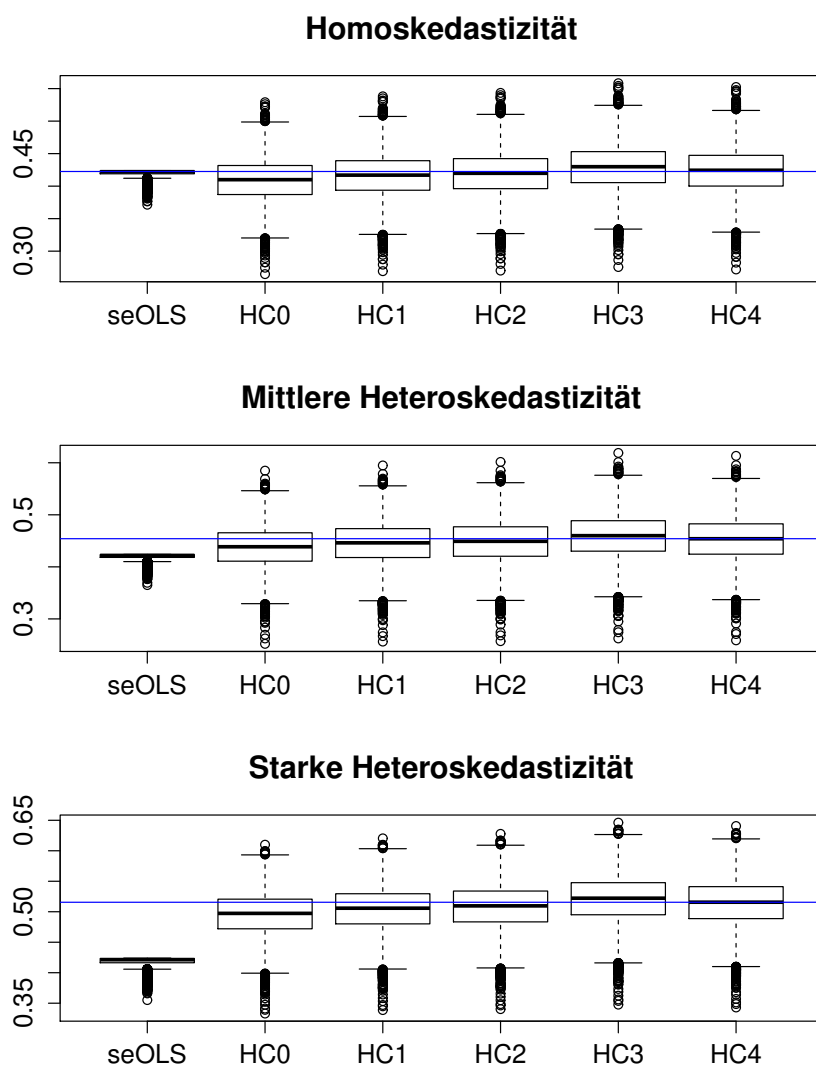 Homoskedastizität
0.45
0.30
seOLS HC0 HC1 HC2 HC3 HC4
Mittlere Heteroskedastizität
0.5
0.3
seOLS HC0 HC1 HC2 HC3 HC4
Starke Heteroskedastizität
0.65
0.50
0.35
seOLS HC0 HC1 HC2 HC3 HC4